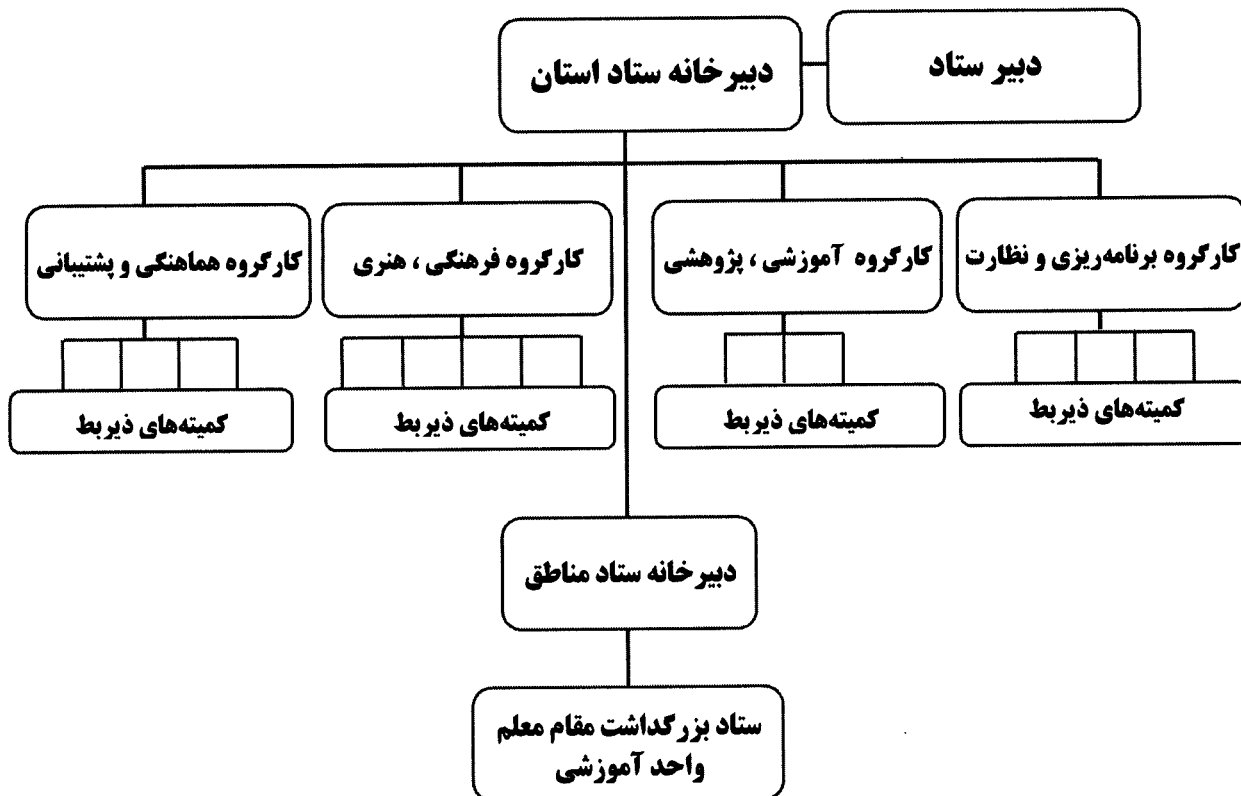 دبیر ستاد
دبیرخانه ستاد استان
کارگروه برنامه‌ریزی و نظارت
کارگروه آموزشی ، پژوهشی
کارگروه فرهنگی ، هنری
کارگروه هماهنگی و پشتیبانی
کمیته‌های ذیربط
کمیته‌های ذیربط
کمیته‌های ذیربط
کمیته‌های ذیربط
دبیرخانه ستاد مناطق
ستاد بزرگداشت مقام معلم
واحد آموزشی